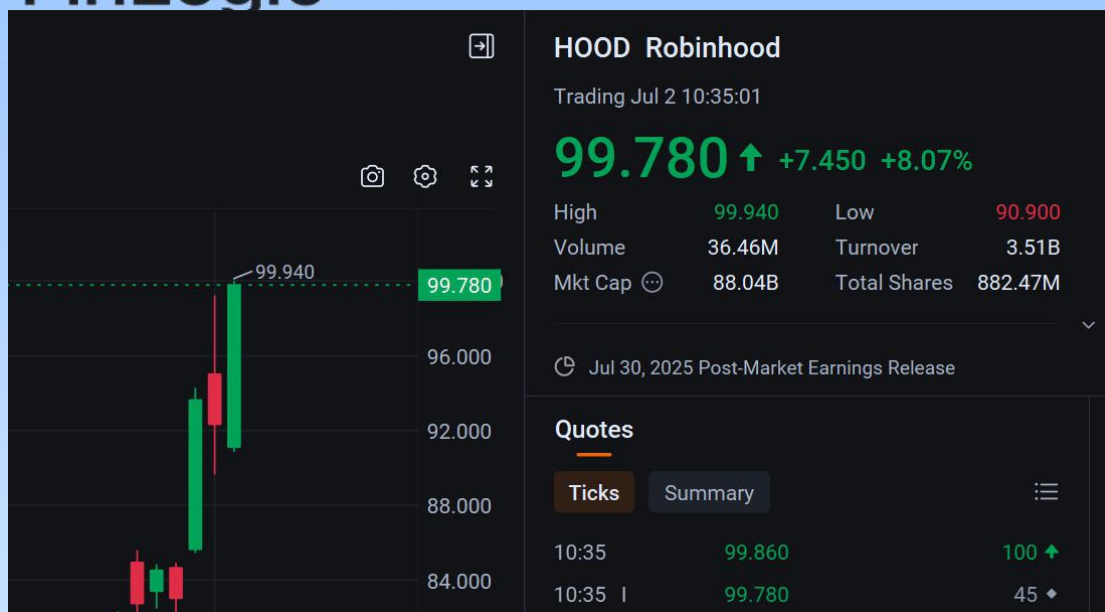 HOOD Robinhood
Trading Jul 2 10:35:01
99.780 +7.450 +8.07%
High 99.940 Low 90.900
Volume 36.46M Turnover 3.51B
Mkt Cap 88.04B Total Shares 882.47M
Jul 30, 2025 Post-Market Earnings Release
Quotes
Ticks Summary
10:35 99.860 100
10:35 | 99.780 45
99.940
99.780
96.000
92.000
88.000
84.000